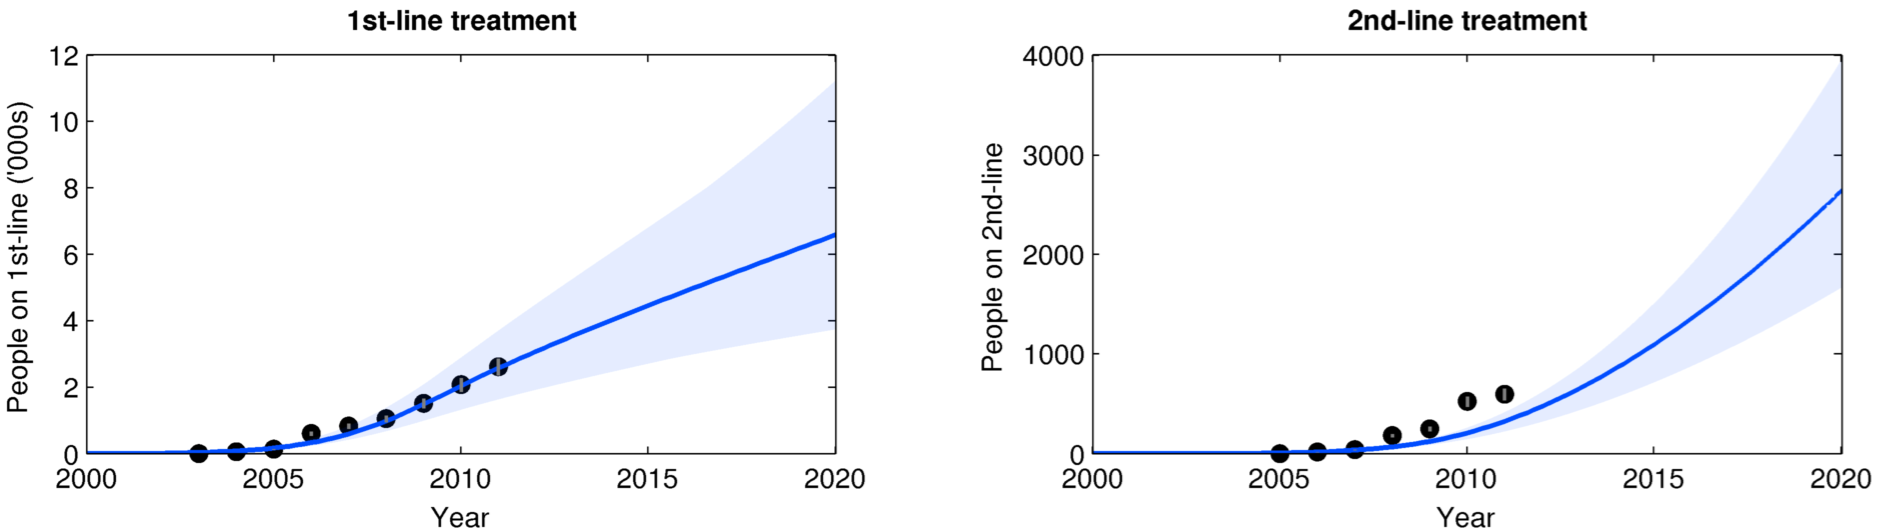 1st-line treatment
People on 1st-line ('000s)
12
10
8
6
4
2
0
2000 2005 2010 2015 2020
Year
2nd-line treatment
People on 2nd-line
4000
3000
2000
1000
0
2000 2005 2010 2015 2020
Year